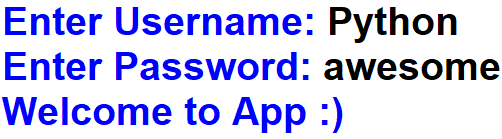 Enter Username: Python
Enter Password: awesome
Welcome to App :)